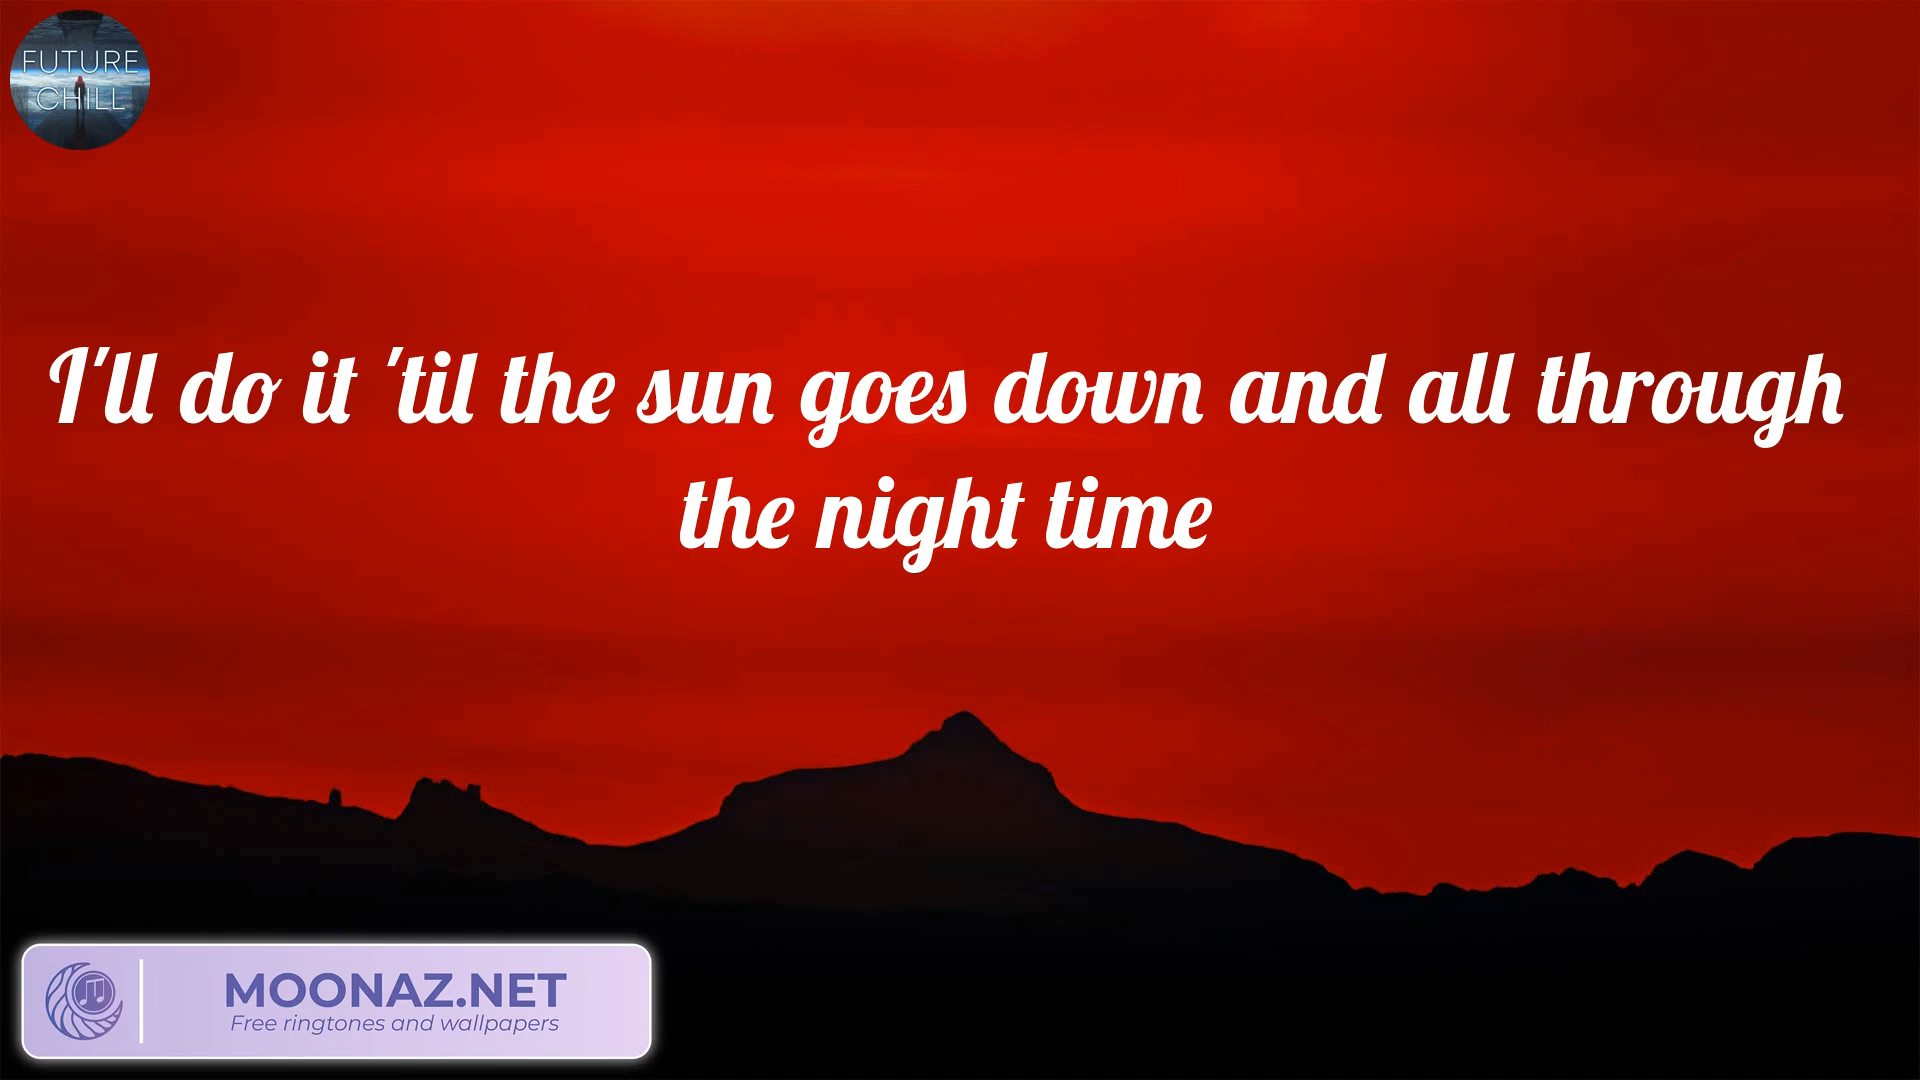 FUTURE
CHILL
I'll do it 'til the sun goes down and all through
the night time
MOONAZ.NET
Free ringtones and wallpapers